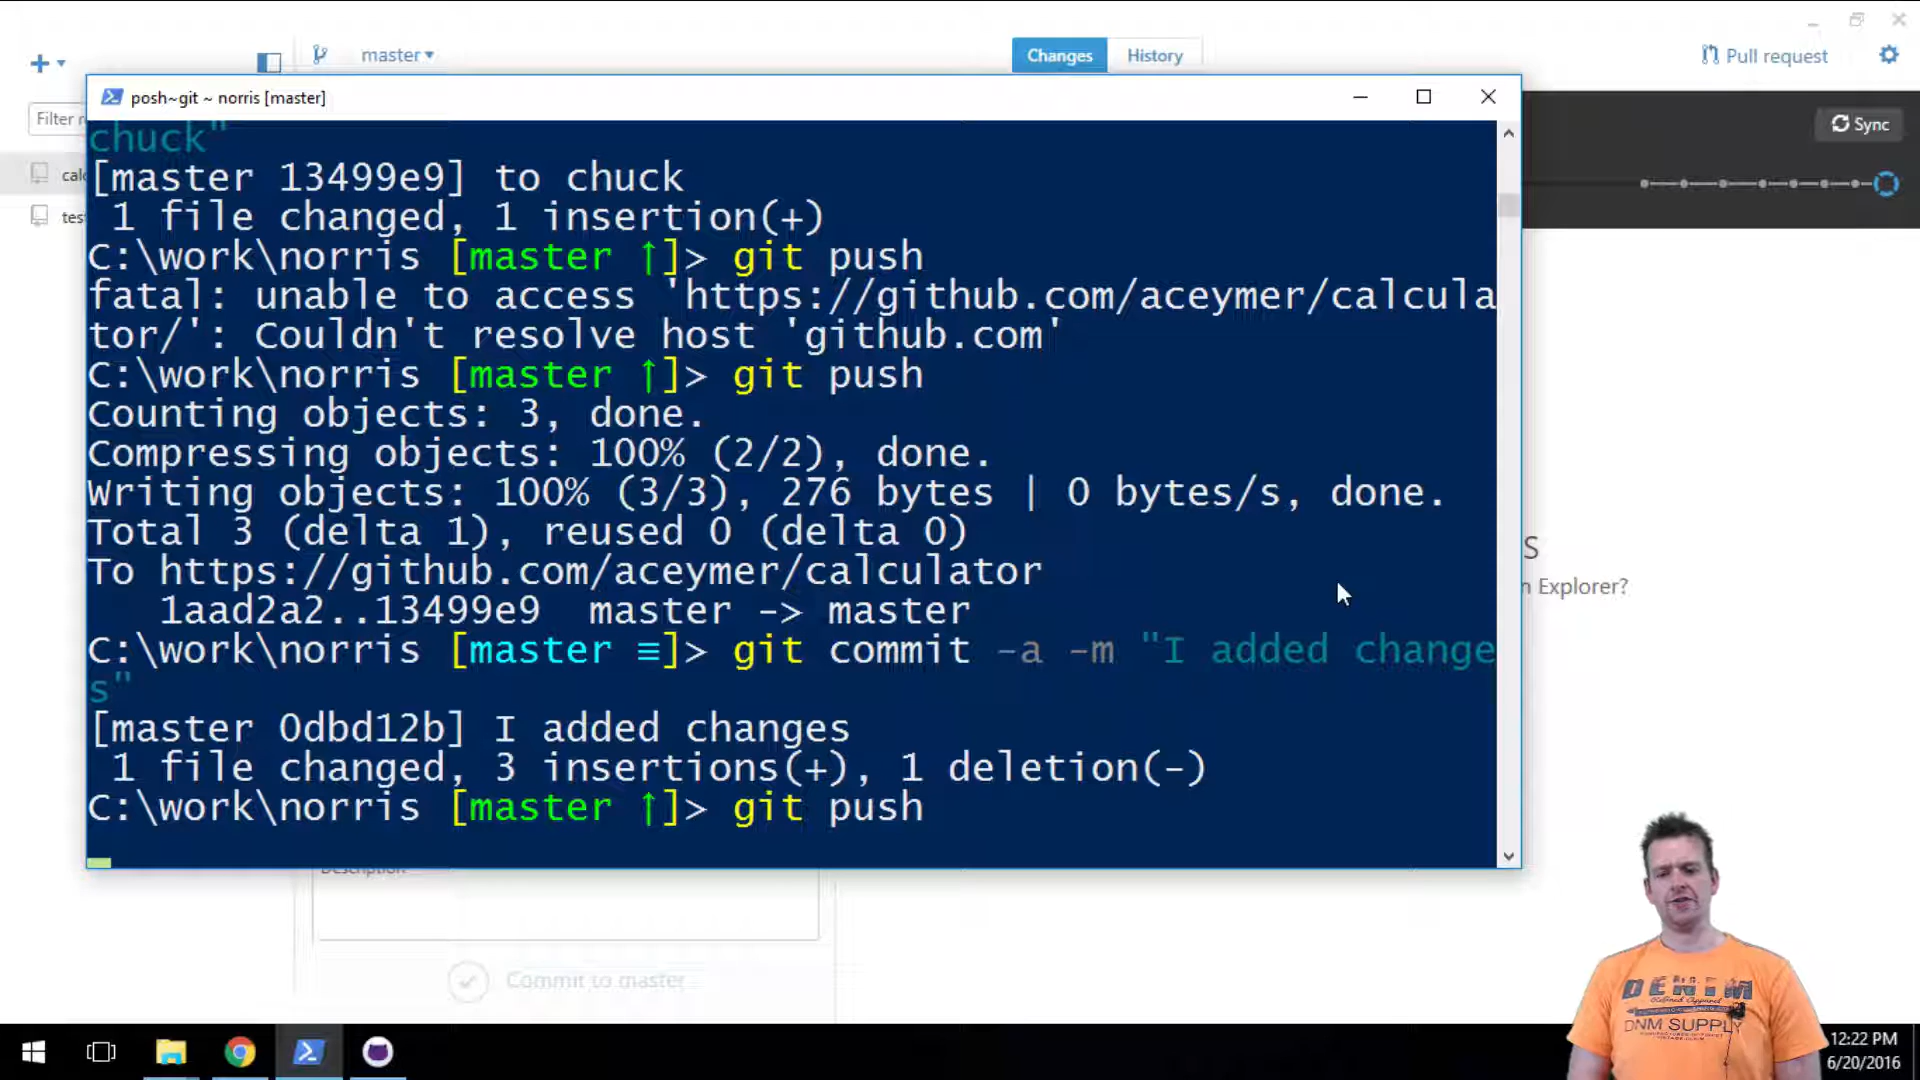 master
Changes
History
Pull request
Filter r
posh~git ~ norris [master]
Sync
calc
test
chuck"
[master 13499e9] to chuck
1 file changed, 1 insertion(+)
C:\work\norris [master ↑]> git push
fatal: unable to access 'https://github.com/aceymer/calcula
tor/': Couldn't resolve host 'github.com'
C:\work\norris [master ↑]> git push
Counting objects: 3, done.
Compressing objects: 100% (2/2), done.
Writing objects: 100% (3/3), 276 bytes | 0 bytes/s, done.
Total 3 (delta 1), reused 0 (delta 0)
To https://github.com/aceymer/calculator
1aad2a2..13499e9  master -> master
C:\work\norris [master ≡]> git commit -a -m "I added change
s"
[master 0dbd12b] I added changes
1 file changed, 3 insertions(+), 1 deletion(-)
C:\work\norris [master ↑]> git push
s
n Explorer?
Description
Commit to master
DENIM
DNM SUPPLY
12:22 PM
6/20/2016